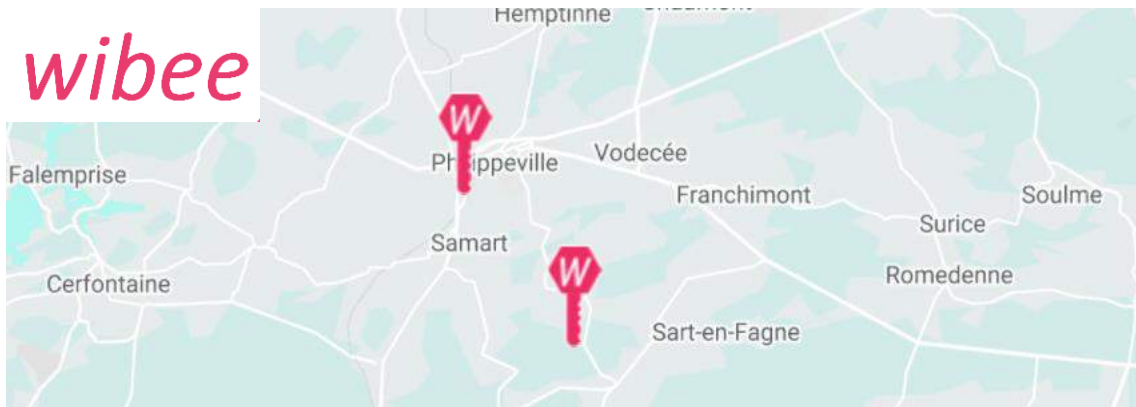 Hemptinne
wibee
W
Philippeville
Vodecée
Falemprise
Franchimont
Soulme
Surice
Samart
W
Romedenne
Cerfontaine
Sart-en-Fagne